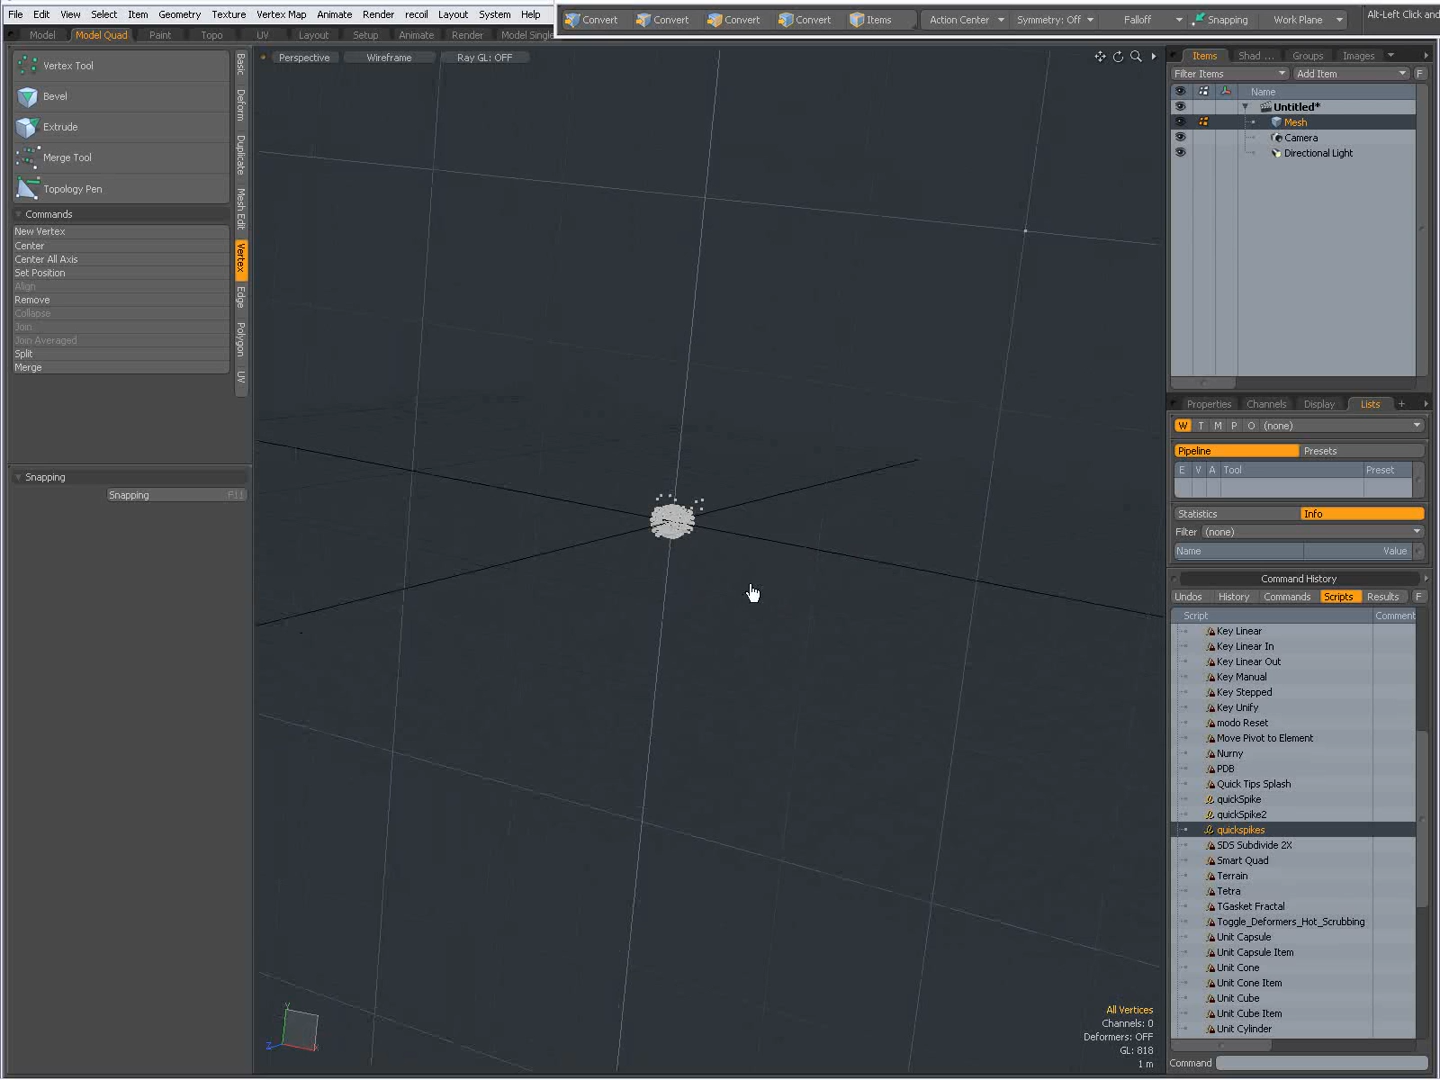 File Edit View Select Item Geometry Texture Vertex Map Animate Render recoil Layout System Help
Convert Convert Convert Convert Items Action Center Symmetry: Off Falloff Snapping Work Plane Alt-Left Click and
Model Model Quad Paint Topo UV Layout Setup Animate Render Model Single
Vertex Tool
Bevel
Extrude
Merge Tool
Topology Pen
Commands
New Vertex
Center
Center All Axis
Set Position
Align
Remove
Collapse
Join
Join Averaged
Split
Merge
Basic
Deform
Duplicate
Mesh Edit
Vertex
Edge
Polygon
UV
Snapping
Snapping F11
Perspective Wireframe Ray GL: OFF
All Vertices
Channels: 0
Deformers: OFF
GL: 818
1 m
Y
Z
X
Items Shad ... Groups Images
Filter Items Add Item F
Name
Untitled*
Mesh
Camera
Directional Light
Properties Channels Display Lists +
W T M P O (none)
Pipeline Presets
E V A Tool Preset
Statistics Info
Filter (none)
Name Value
Command History
Undos History Commands Scripts Results F
Script Comment
Key Linear
Key Linear In
Key Linear Out
Key Manual
Key Stepped
Key Unify
modo Reset
Move Pivot to Element
Nurny
PDB
Quick Tips Splash
quickSpike
quickSpike2
quickspikes
SDS Subdivide 2X
Smart Quad
Terrain
Tetra
TGasket Fractal
Toggle_Deformers_Hot_Scrubbing
Unit Capsule
Unit Capsule Item
Unit Cone
Unit Cone Item
Unit Cube
Unit Cube Item
Unit Cylinder
Command